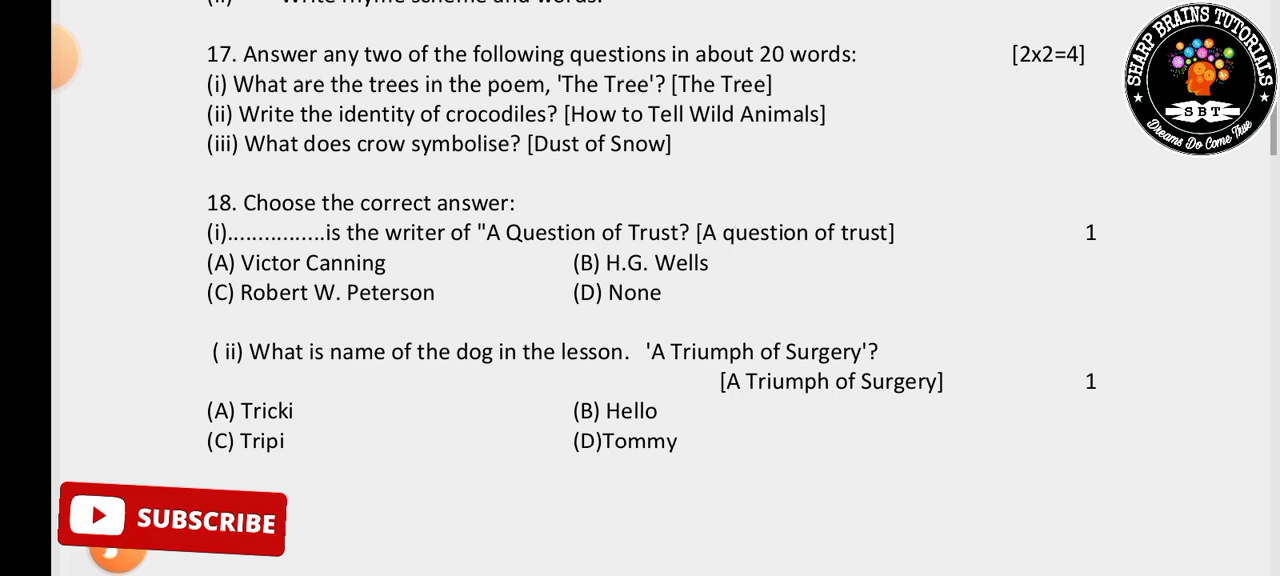 17. Answer any two of the following questions in about 20 words: [2x2=4]
(i) What are the trees in the poem, 'The Tree'? [The Tree]
(ii) Write the identity of crocodiles? [How to Tell Wild Animals]
(iii) What does crow symbolise? [Dust of Snow]
18. Choose the correct answer:
(i)................is the writer of "A Question of Trust? [A question of trust] 1
(A) Victor Canning (B) H.G. Wells
(C) Robert W. Peterson (D) None
( ii) What is name of the dog in the lesson. 'A Triumph of Surgery'?
[A Triumph of Surgery] 1
(A) Tricki (B) Hello
(C) Tripi (D)Tommy
SUBSCRIBE
SHARP BRAINS TUTORIALS
SBT
Dreams Do Come True